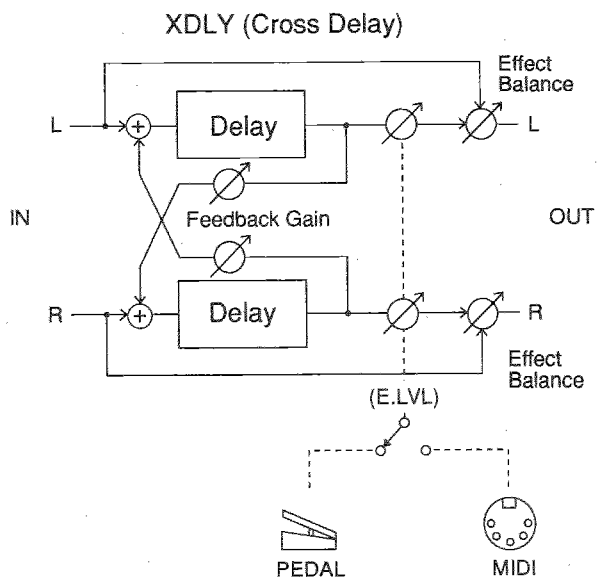 XDLY (Cross Delay)
Effect
Balance
L
+
Delay
L
IN
Feedback Gain
OUT
R
+
Delay
R
Effect
Balance
(E.LVL)
PEDAL
MIDI